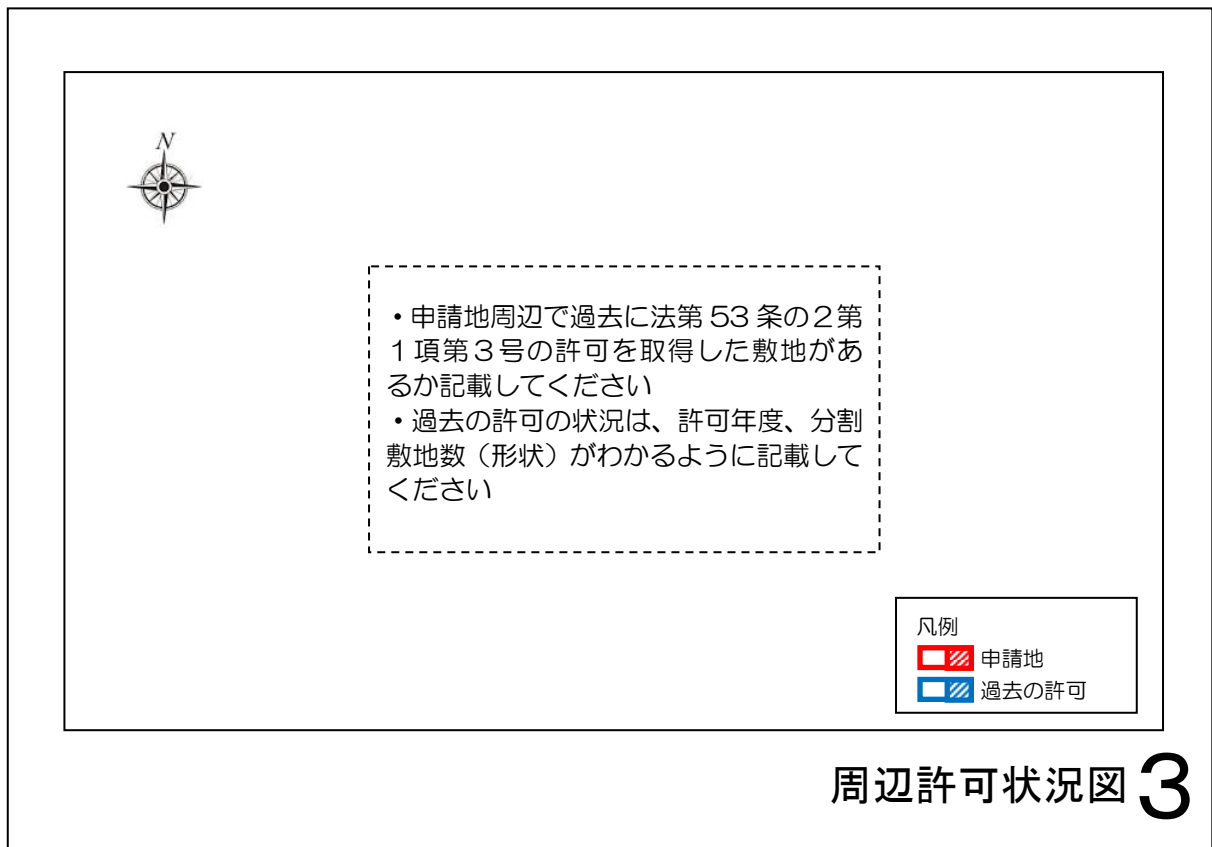 N
・申請地周辺で過去に法第 53 条の２第
１項第３号の許可を取得した敷地があ
るか記載してください
・過去の許可の状況は、許可年度、分割
敷地数（形状）がわかるように記載して
ください
凡例
申請地
過去の許可
周辺許可状況図 3